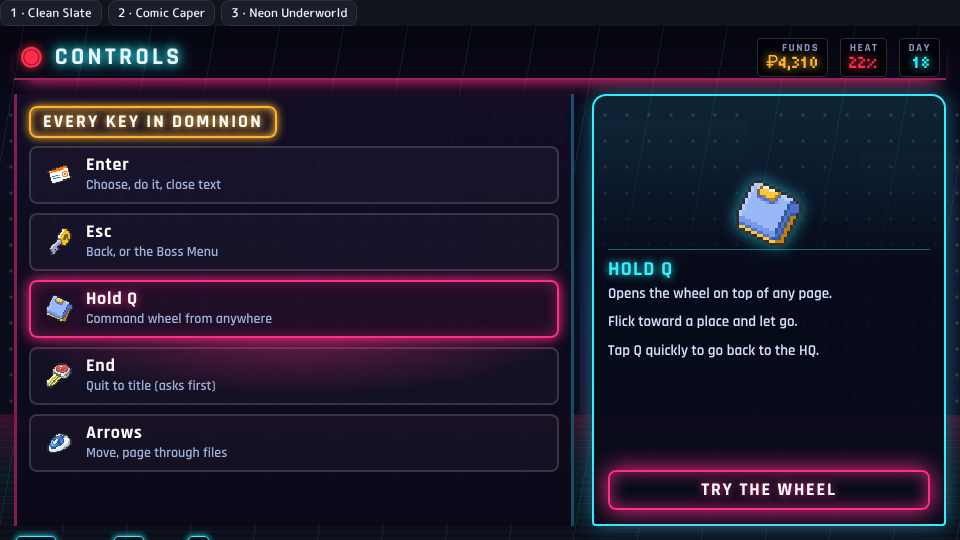 1 · Clean Slate
2 · Comic Caper
3 · Neon Underworld
CONTROLS
FUNDS
₽4,310
HEAT
22%
DAY
18
EVERY KEY IN DOMINION
Enter
Choose, do it, close text
Esc
Back, or the Boss Menu
Hold Q
Command wheel from anywhere
End
Quit to title (asks first)
Arrows
Move, page through files
HOLD Q
Opens the wheel on top of any page.
Flick toward a place and let go.
Tap Q quickly to go back to the HQ.
TRY THE WHEEL